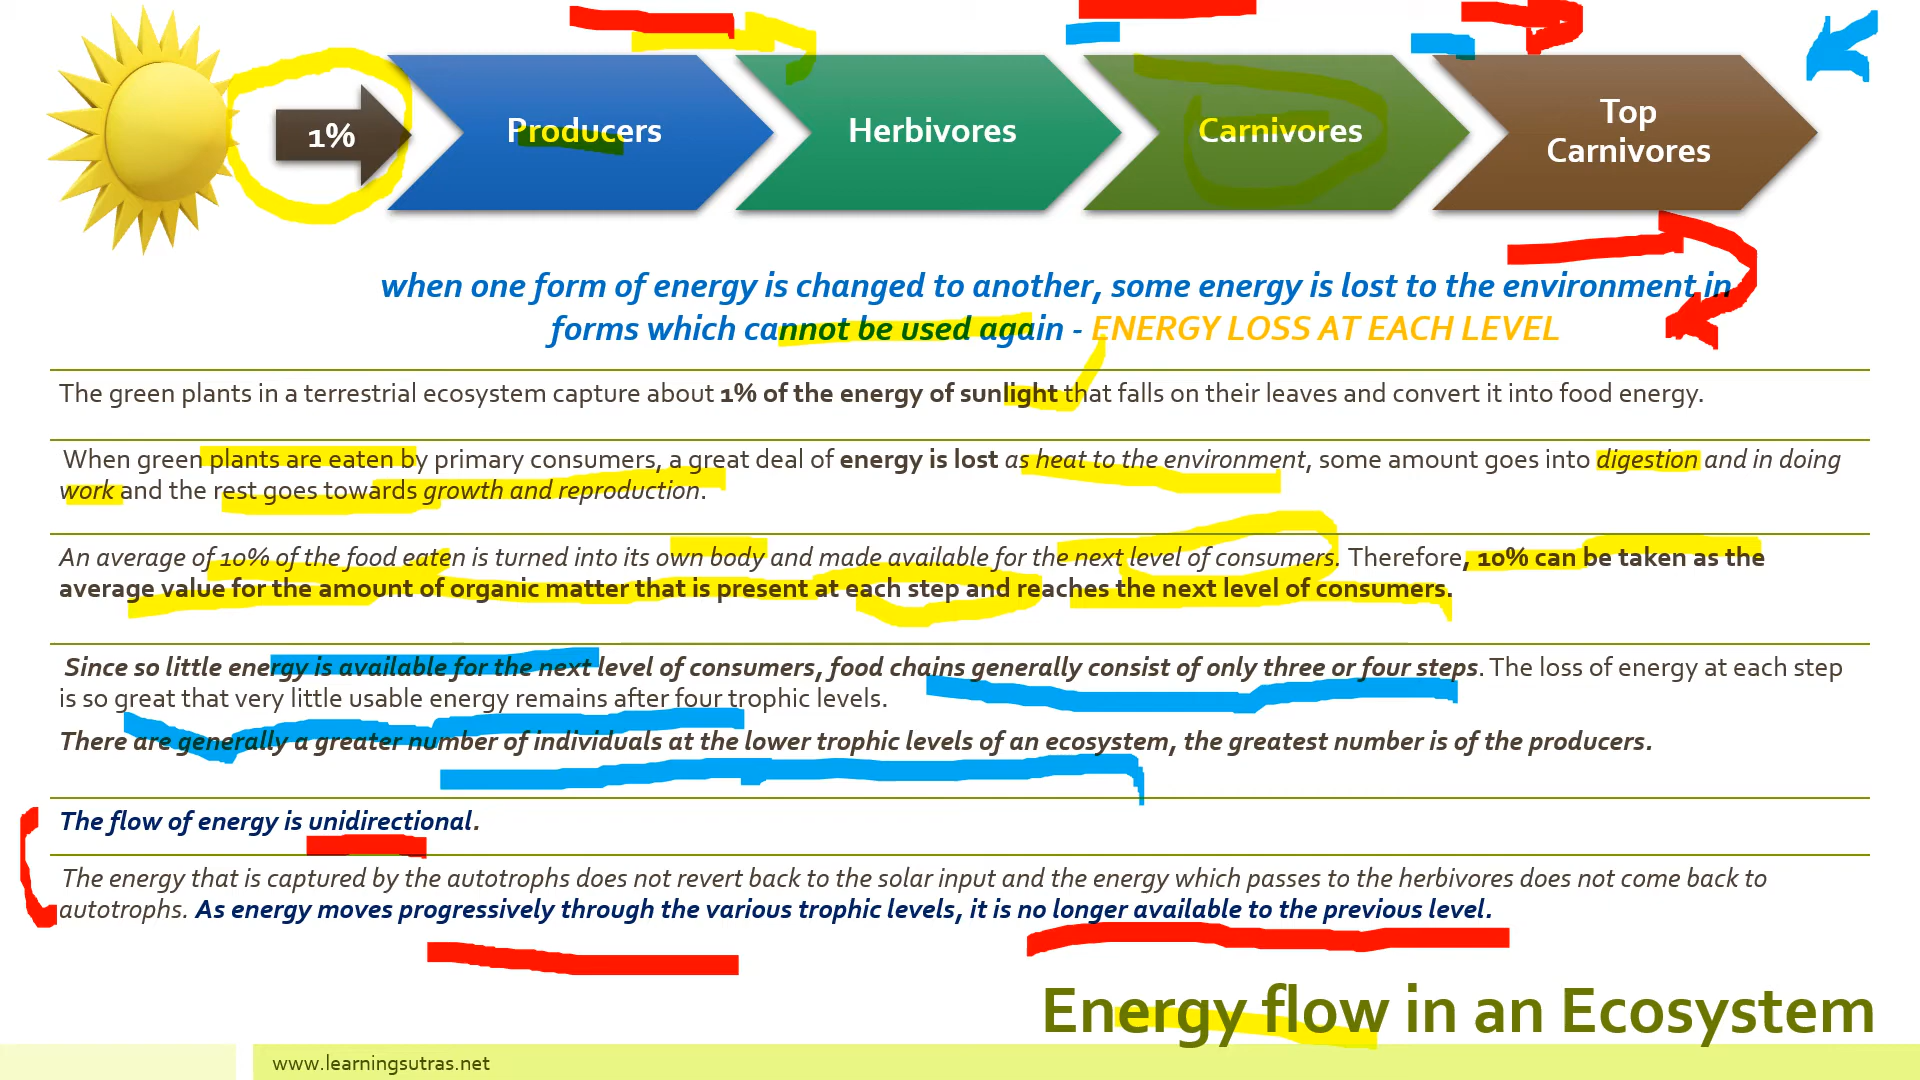 1%
Producers
Herbivores
Carnivores
Top
Carnivores
when one form of energy is changed to another, some energy is lost to the environment in
forms which cannot be used again - ENERGY LOSS AT EACH LEVEL
The green plants in a terrestrial ecosystem capture about 1% of the energy of sunlight that falls on their leaves and convert it into food energy.
When green plants are eaten by primary consumers, a great deal of energy is lost as heat to the environment, some amount goes into digestion and in doing
work and the rest goes towards growth and reproduction.
An average of 10% of the food eaten is turned into its own body and made available for the next level of consumers. Therefore, 10% can be taken as the
average value for the amount of organic matter that is present at each step and reaches the next level of consumers.
Since so little energy is available for the next level of consumers, food chains generally consist of only three or four steps. The loss of energy at each step
is so great that very little usable energy remains after four trophic levels.
There are generally a greater number of individuals at the lower trophic levels of an ecosystem, the greatest number is of the producers.
The flow of energy is unidirectional.
The energy that is captured by the autotrophs does not revert back to the solar input and the energy which passes to the herbivores does not come back to
autotrophs. As energy moves progressively through the various trophic levels, it is no longer available to the previous level.
Energy flow in an Ecosystem
www.learningsutras.net